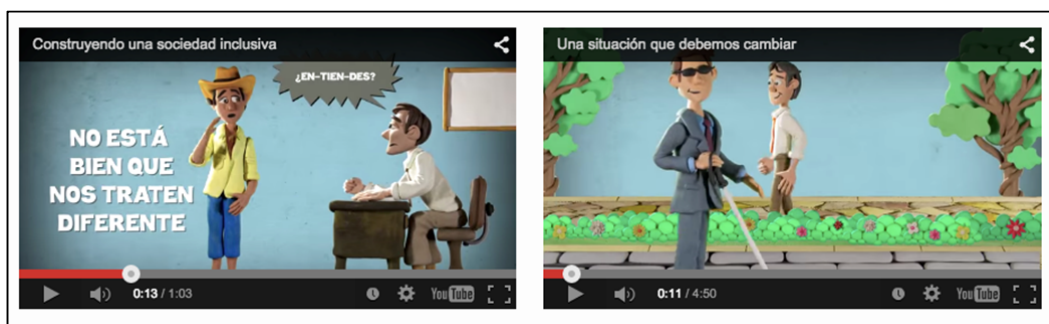 Construyendo una sociedad inclusiva
¿EN-TIEN-DES?
NO ESTÁ
BIEN QUE
NOS TRATEN
DIFERENTE
0:13 / 1:03
YouTube
Una situación que debemos cambiar
0:11 / 4:50
YouTube